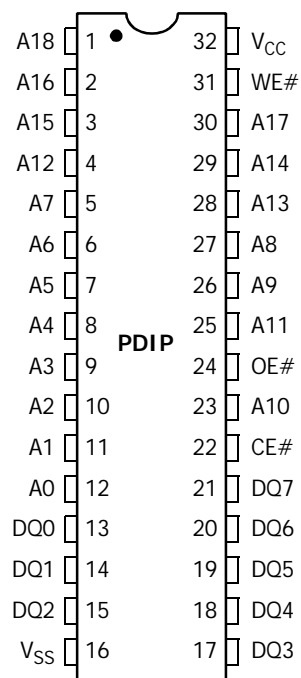 A18 1 32 VCC
A16 2 31 WE#
A15 3 30 A17
A12 4 29 A14
A7 5 28 A13
A6 6 27 A8
A5 7 26 A9
A4 8 25 A11
PDIP
A3 9 24 OE#
A2 10 23 A10
A1 11 22 CE#
A0 12 21 DQ7
DQ0 13 20 DQ6
DQ1 14 19 DQ5
DQ2 15 18 DQ4
VSS 16 17 DQ3